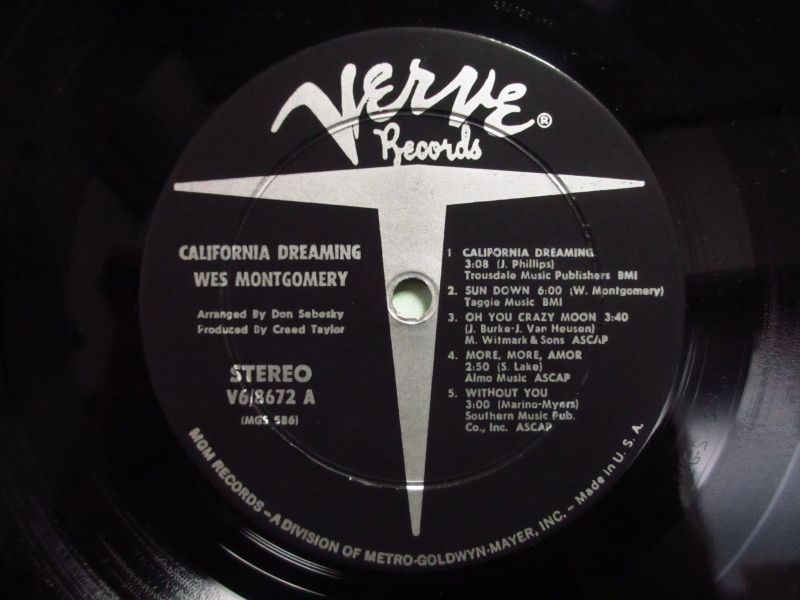 Verve ®
Records
CALIFORNIA DREAMING
WES MONTGOMERY
Arranged By Don Sebesky
Produced By Creed Taylor
STEREO
V6/8672 A
(MGS 586)
1 CALIFORNIA DREAMING
3:08 (J. Phillips)
Trousdale Music Publishers BMI
2. SUN DOWN 6:00 (W. Montgomery)
Taggie Music BMI
3. OH YOU CRAZY MOON 3:40
(J. Burke-J. Van Heusen)
M. Witmark & Sons ASCAP
4. MORE, MORE, AMOR
2:50 (S. Lake)
Almo Music ASCAP
5. WITHOUT YOU
3:00 (Marino-Myers)
Southern Music Pub.
Co., Inc. ASCAP
MGM RECORDS – A DIVISION OF METRO-GOLDWYN-MAYER, INC. – Made in U. S. A.